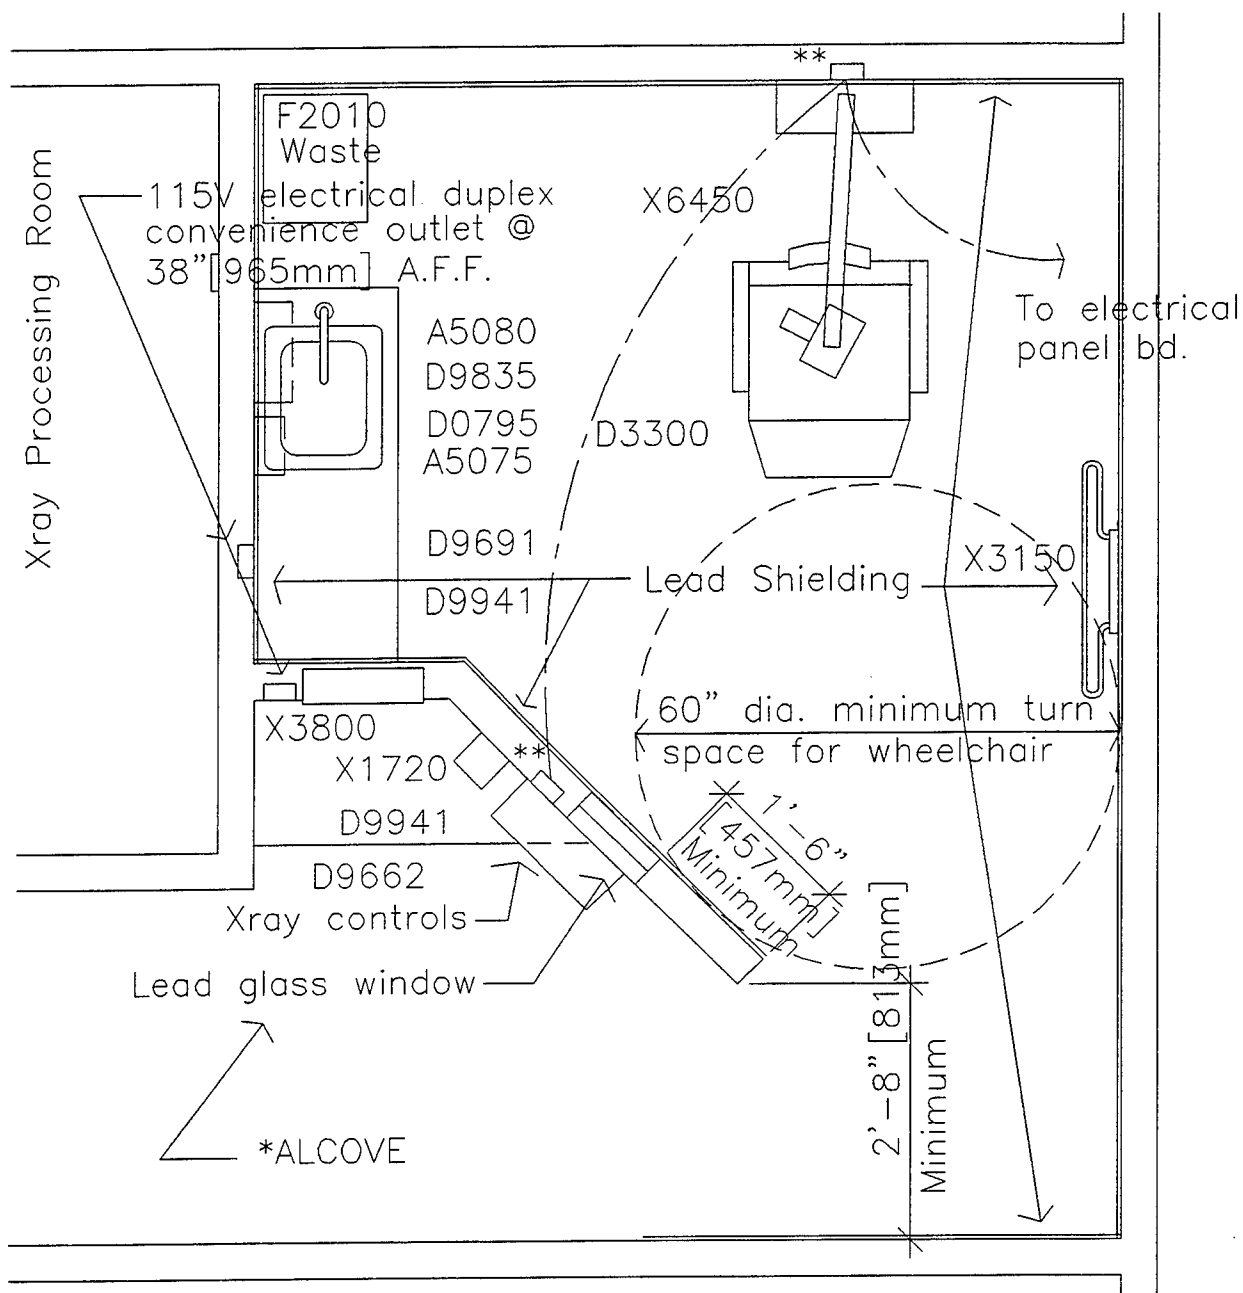 **
F2010
Waste
115V electrical duplex
convenience outlet @
38"[965mm] A.F.F.
Xray Processing Room
X6450
To electrical
panel bd.
A5080
D9835
D0795
A5075
D3300
D9691
D9941
Lead Shielding
X3150
60" dia. minimum turn
space for wheelchair
X3800
X1720
**
D9941
D9662
1'-6"
[457mm]
Minimum
Xray controls
Lead glass window
2'-8" [813mm]
Minimum
*ALCOVE